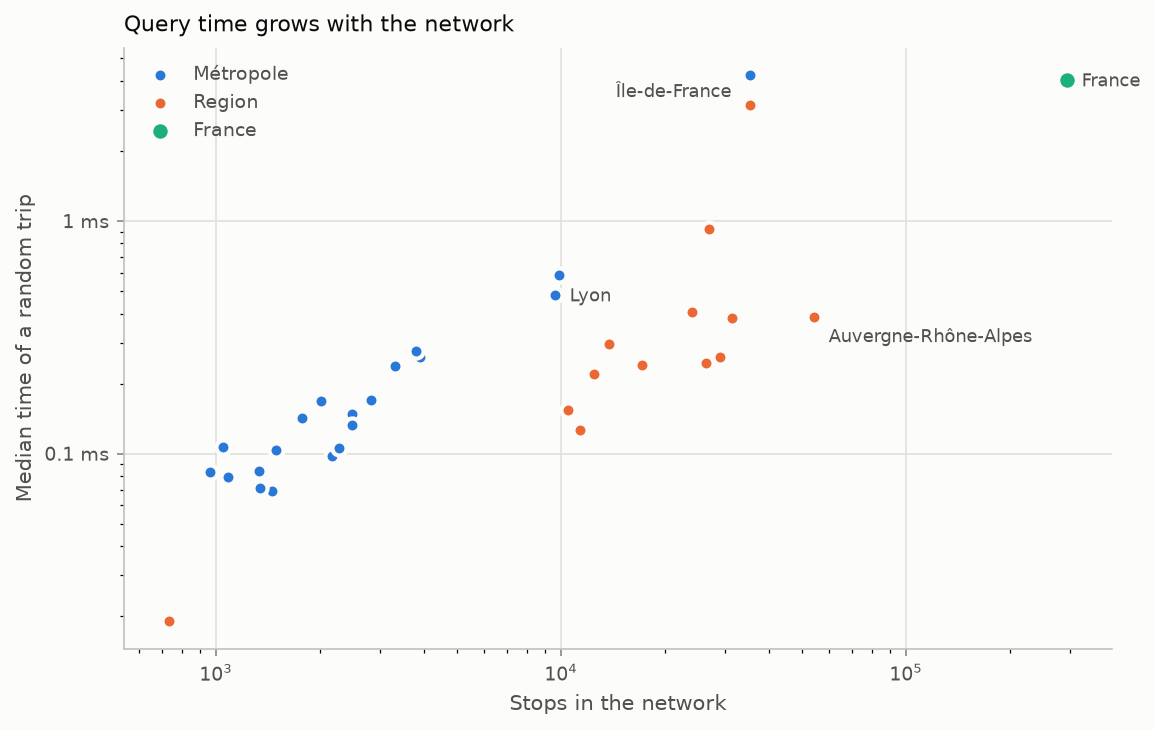 Query time grows with the network
Métropole
Region
France
Île-de-France
France
1 ms
Lyon
Auvergne-Rhône-Alpes
0.1 ms
Median time of a random trip
10³
10⁴
10⁵
Stops in the network